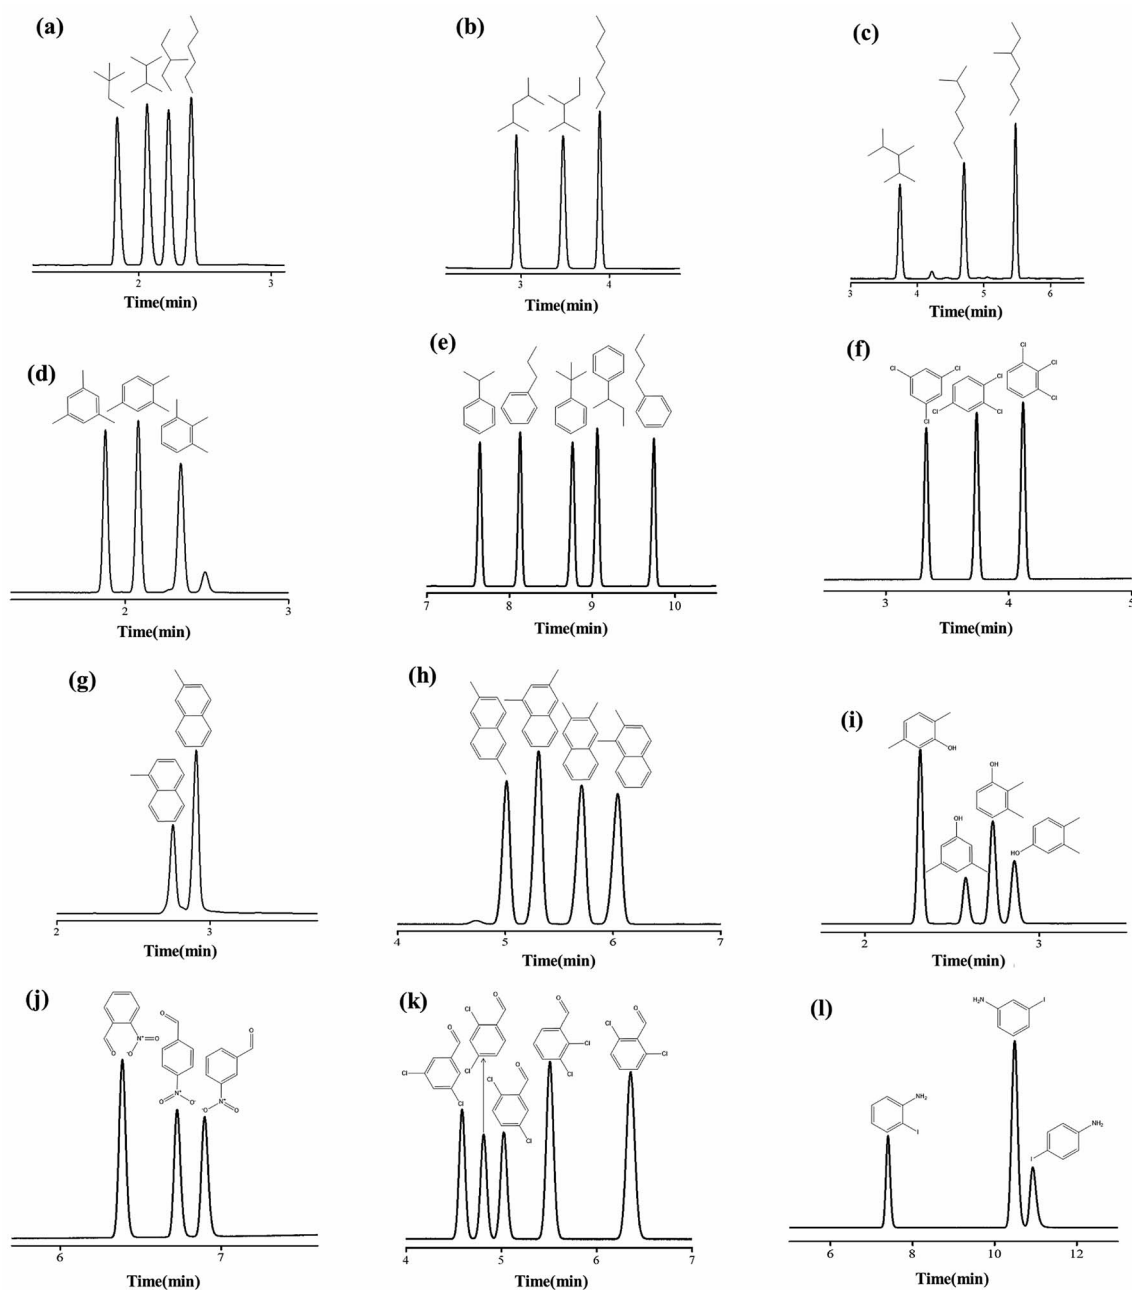 (a)
2
3
Time(min)
(b)
3
4
Time(min)
(c)
3
4
5
6
Time(min)
(d)
2
3
Time(min)
(e)
7
8
9
10
Time(min)
(f)
Cl
Cl
Cl
Cl
Cl
Cl
Cl
Cl
Cl
3
4
5
Time(min)
(g)
2
3
Time(min)
(h)
4
5
6
7
Time(min)
(i)
OH
OH
OH
HO
2
3
Time(min)
(j)
O
N+
O
-O
O
N+
O
O-
O
N+
-O
O
6
7
Time(min)
(k)
O
Cl
Cl
O
Cl
Cl
O
Cl
Cl
O
Cl
Cl
O
Cl
Cl
4
5
6
7
Time(min)
(l)
NH2
I
H2N
I
NH2
I
6
8
10
12
Time(min)